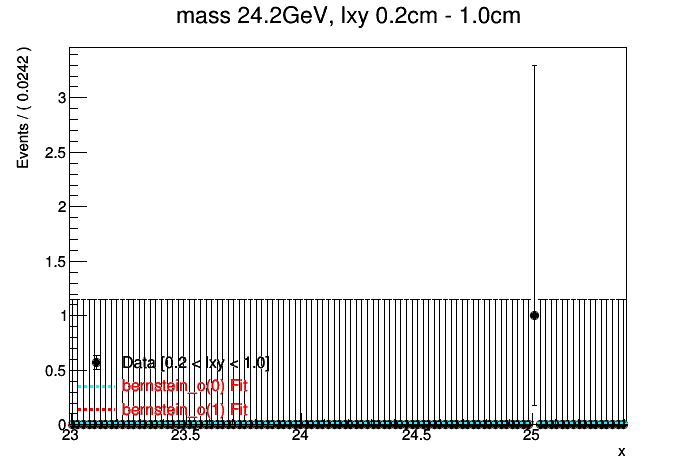 mass 24.2GeV, lxy 0.2cm - 1.0cm
Events / ( 0.0242 )
3
2.5
2
1.5
1
0.5
0
Data [0.2 < lxy < 1.0]
bernstein_o(0) Fit
bernstein_o(1) Fit
23 23.5 24 24.5 25
x